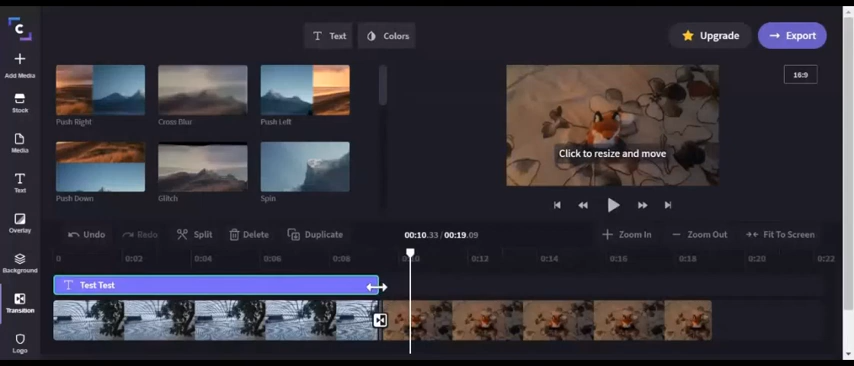 Text
Colors
Upgrade
Export
Add Media
Stock
Media
Text
Overlay
Background
Transition
Logo
Push Right
Cross Blur
Push Left
Push Down
Glitch
Spin
16:9
Click to resize and move
Undo
Redo
Split
Delete
Duplicate
00:10.33 / 00:19.09
Zoom In
Zoom Out
Fit To Screen
0 0:02 0:04 0:06 0:08 0:10 0:12 0:14 0:16 0:18 0:20 0:22
Test Test